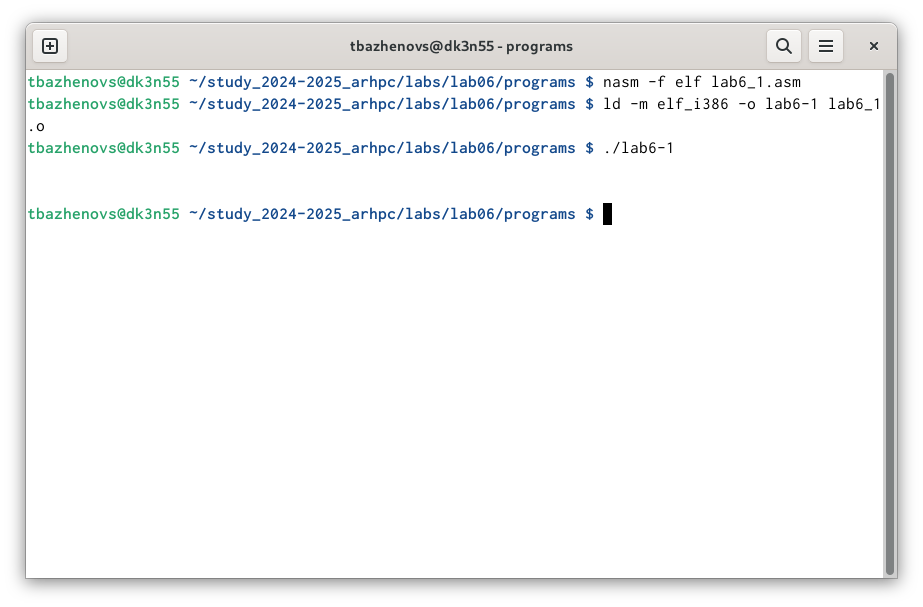 tbazhenovs@dk3n55 - programs
tbazhenovs@dk3n55 ~/study_2024-2025_arhpc/labs/lab06/programs $ nasm -f elf lab6_1.asm
tbazhenovs@dk3n55 ~/study_2024-2025_arhpc/labs/lab06/programs $ ld -m elf_i386 -o lab6-1 lab6_1
.o
tbazhenovs@dk3n55 ~/study_2024-2025_arhpc/labs/lab06/programs $ ./lab6-1
tbazhenovs@dk3n55 ~/study_2024-2025_arhpc/labs/lab06/programs $